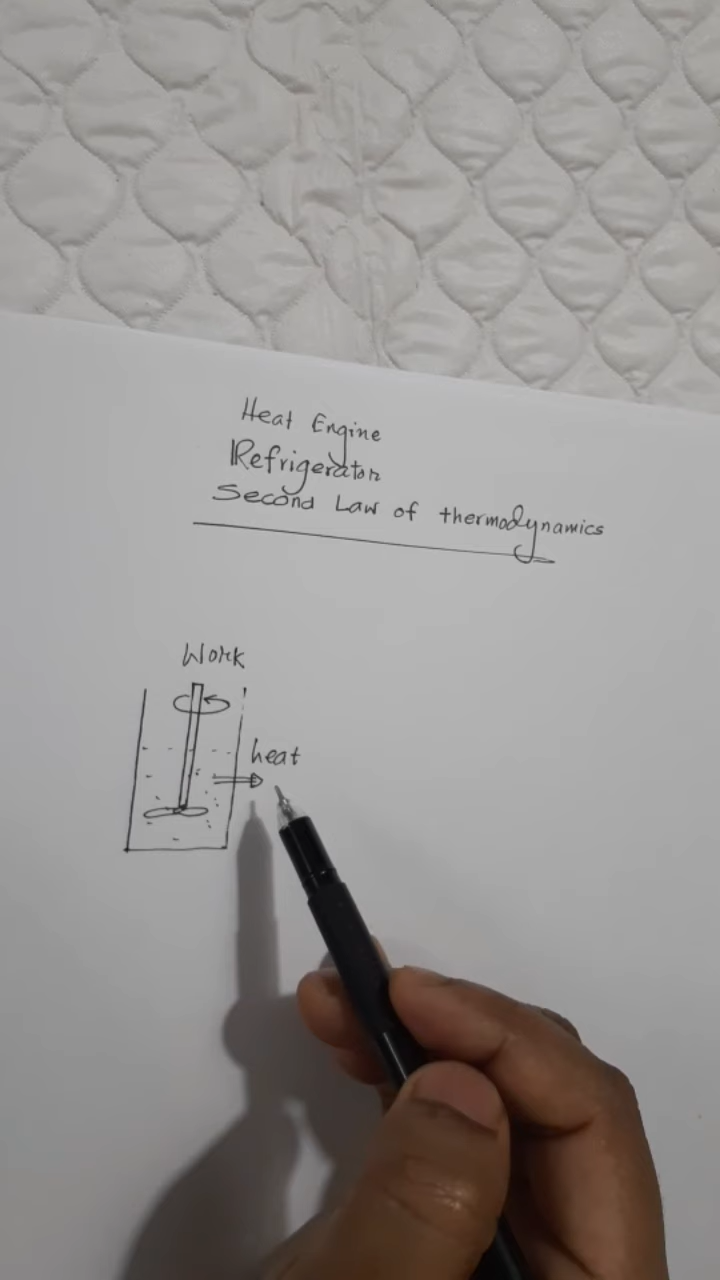 Heat Engine
Refrigerator
Second Law of thermodynamics
Work
heat